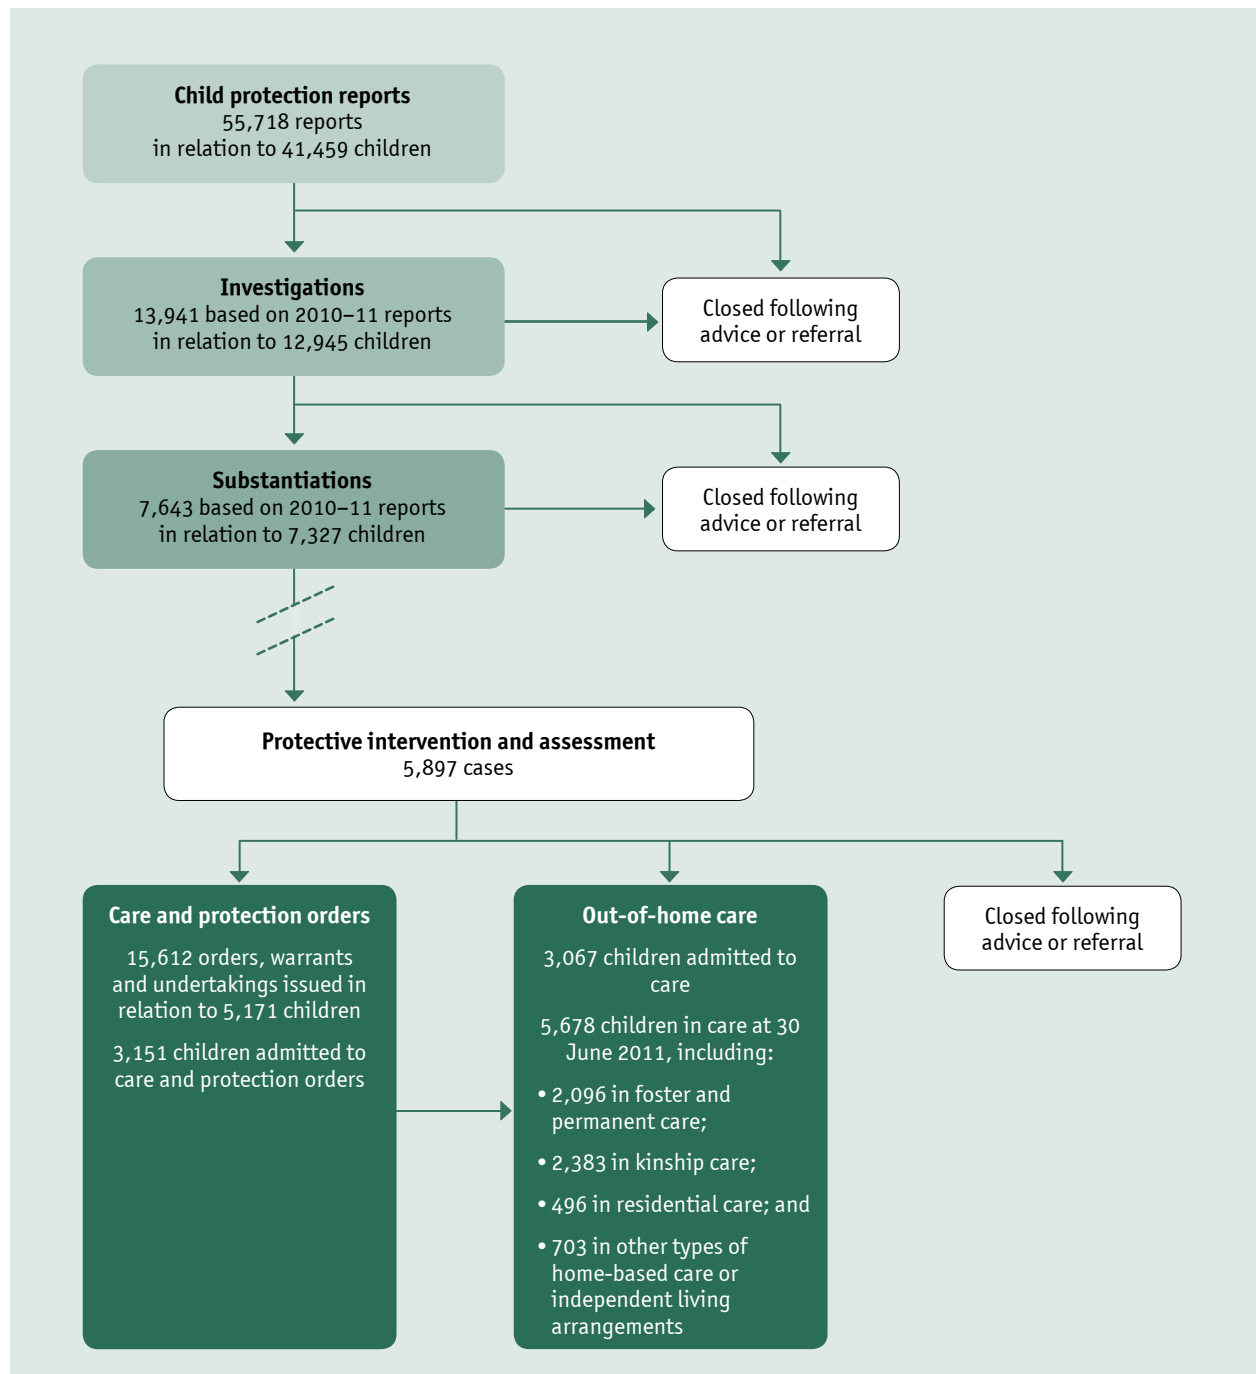 Child protection reports
55,718 reports
in relation to 41,459 children
Investigations
13,941 based on 2010–11 reports
in relation to 12,945 children
Closed following
advice or referral
Substantiations
7,643 based on 2010–11 reports
in relation to 7,327 children
Closed following
advice or referral
Protective intervention and assessment
5,897 cases
Care and protection orders
15,612 orders, warrants
and undertakings issued in
relation to 5,171 children
3,151 children admitted to
care and protection orders
Out-of-home care
3,067 children admitted to
care
5,678 children in care at 30
June 2011, including:
• 2,096 in foster and
permanent care;
• 2,383 in kinship care;
• 496 in residential care; and
• 703 in other types of
home-based care or
independent living
arrangements
Closed following
advice or referral